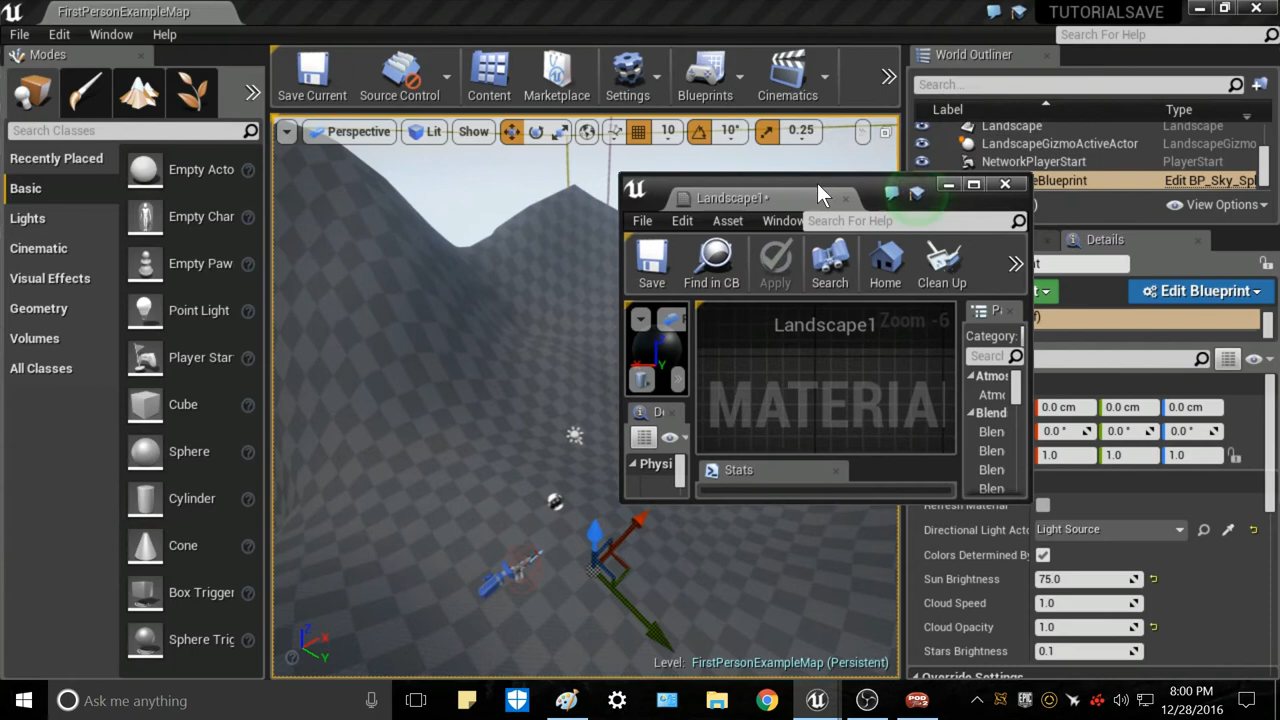 FirstPersonExampleMap
TUTORIALSAVE
File Edit Window Help
Search For Help
Modes
World Outliner
Save Current Source Control Content Marketplace Settings Blueprints Cinematics
Search...
Label Type
Search Classes
Perspective Lit Show 10 10° 0.25
Landscape Landscape
LandscapeGizmoActiveActor LandscapeGizmo
NetworkPlayerStart PlayerStart
eBlueprint Edit BP_Sky_Sp
View Options
Recently Placed
Basic
Lights
Cinematic
Visual Effects
Geometry
Volumes
All Classes
Empty Acto
Empty Char
Empty Paw
Point Light
Player Star
Cube
Sphere
Cylinder
Cone
Box Trigger
Sphere Tric
Landscape1*
File Edit Asset Window
Search For Help
Save Find in CB Apply Search Home Clean Up
Landscape1 Zoom -6
MATERIA
Category:
Search
Atmos
Atmo
Blend
Blen
Blen
Blen
Blen
Physi
Stats
Details
nt
Edit Blueprint
0.0 cm 0.0 cm 0.0 cm
0.0 ° 0.0 ° 0.0 °
1.0 1.0 1.0
Refresh Material
Directional Light Acto Light Source
Colors Determined By
Sun Brightness 75.0
Cloud Speed 1.0
Cloud Opacity 1.0
Stars Brightness 0.1
Override Settings
Level: FirstPersonExampleMap (Persistent)
Ask me anything
8:00 PM
12/28/2016